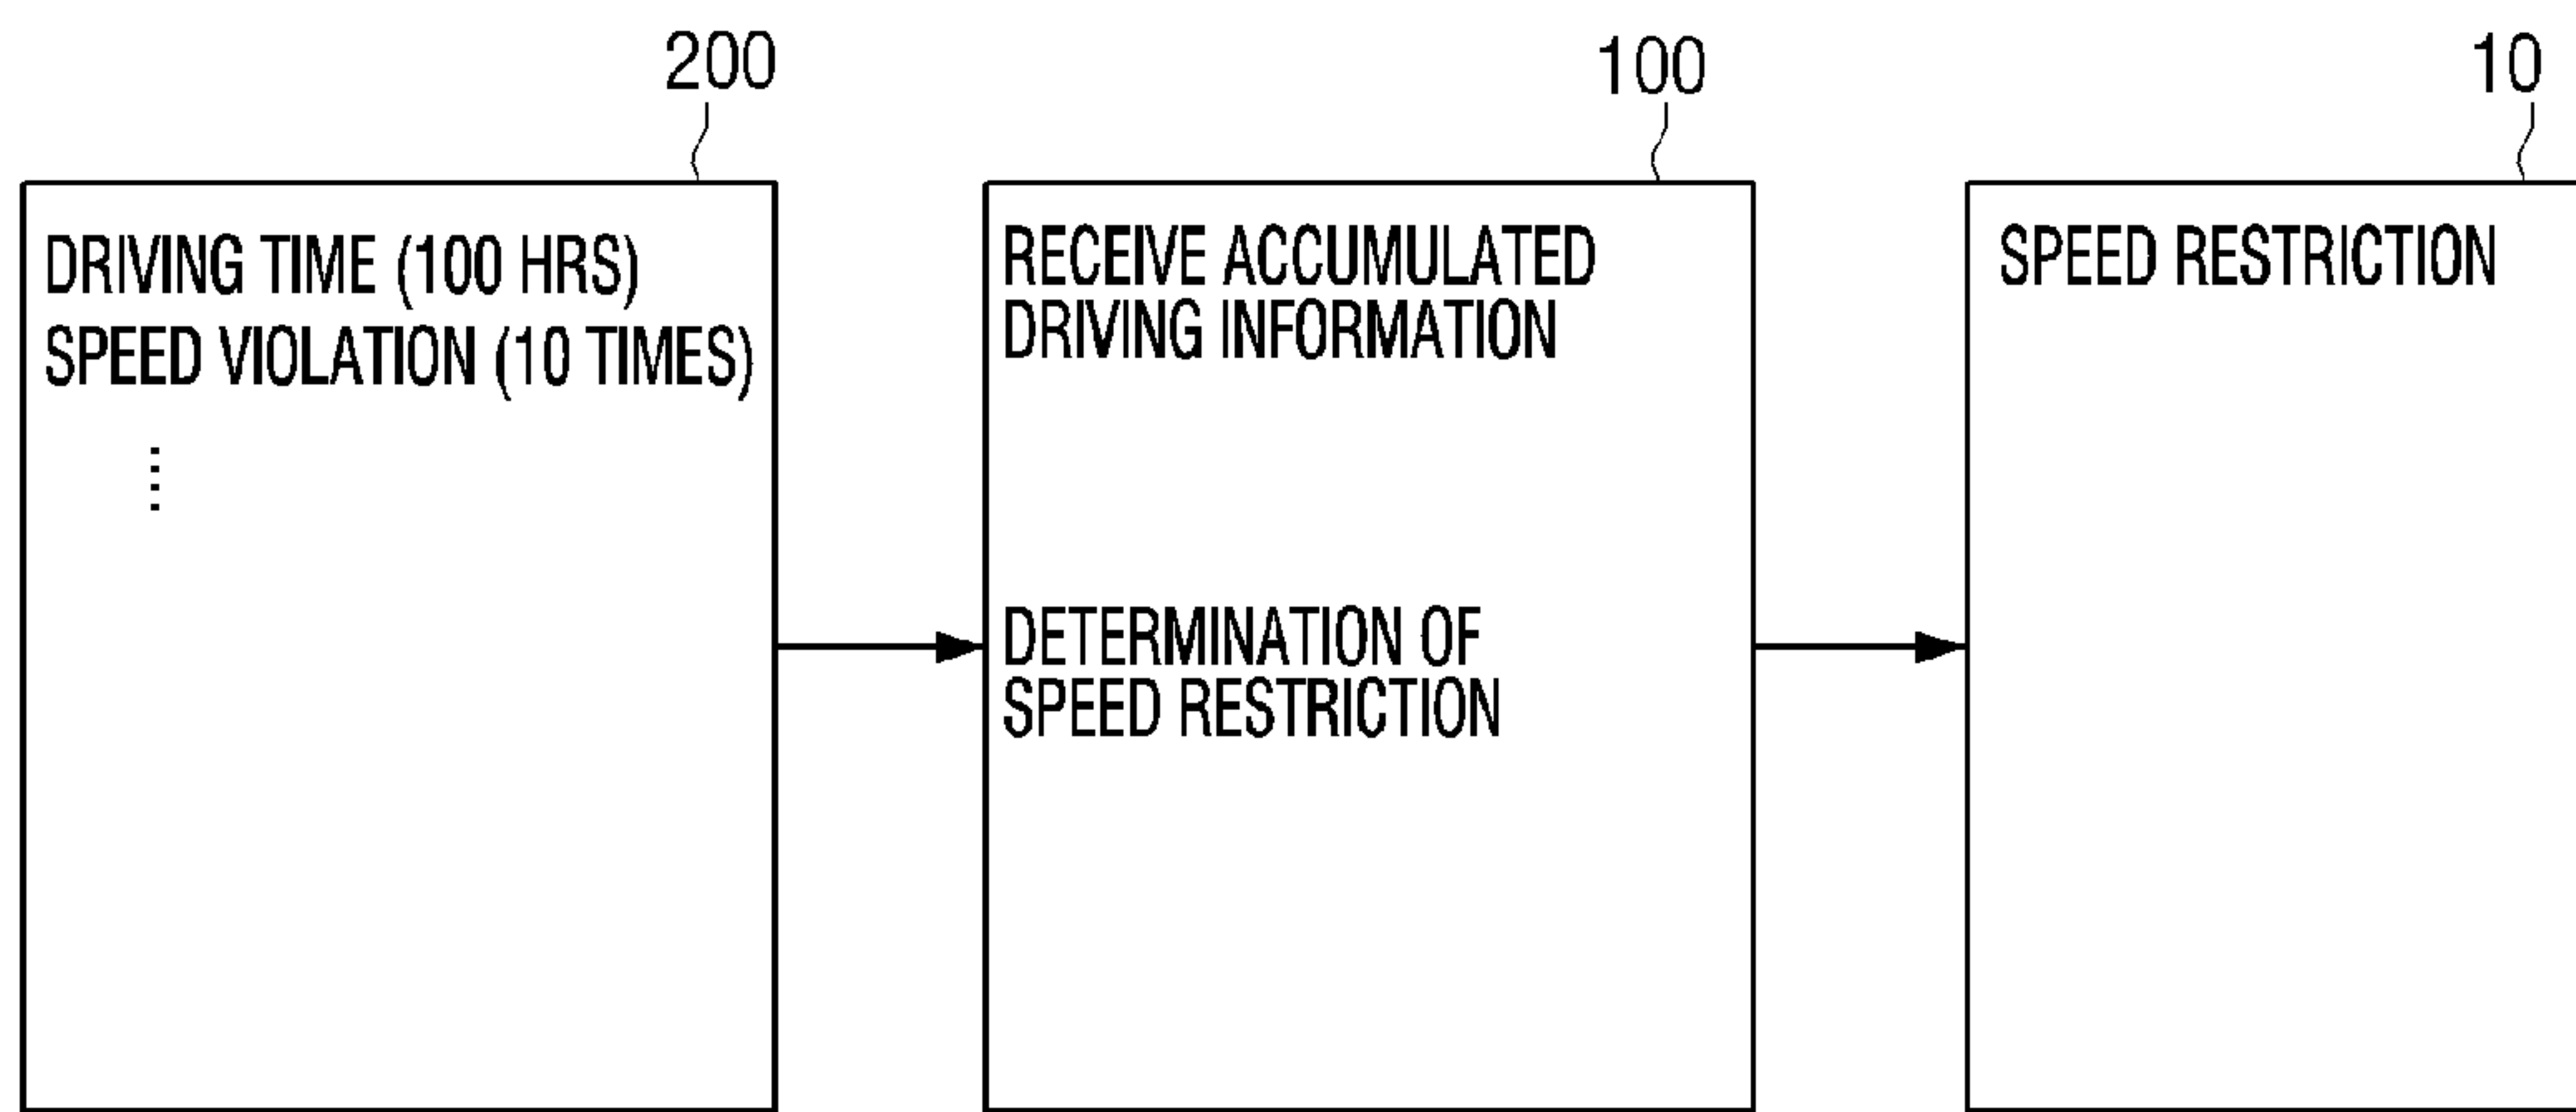 200
100
10
DRIVING TIME (100 HRS)
SPEED VIOLATION (10 TIMES)
RECEIVE ACCUMULATED
DRIVING INFORMATION
DETERMINATION OF
SPEED RESTRICTION
SPEED RESTRICTION